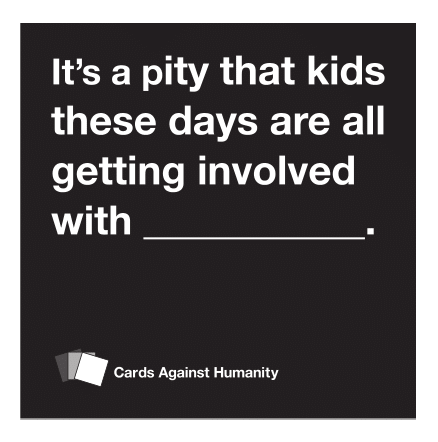 It's a pity that kids
these days are all
getting involved
with ___________.
Cards Against Humanity